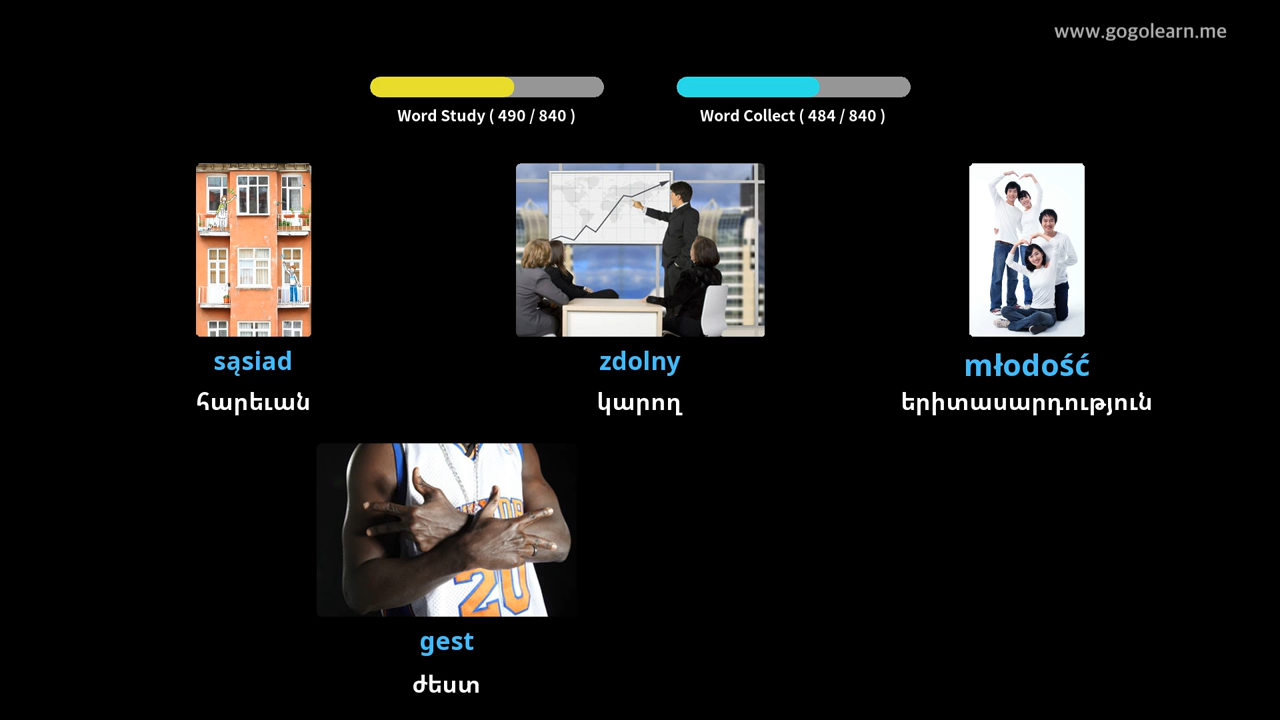 www.gogolearn.me
Word Study ( 490 / 840 )
Word Collect ( 484 / 840 )
sąsiad
zdolny
młodość
հարեւան
կարող
երիտասարդություն
20
gest
ժեստ